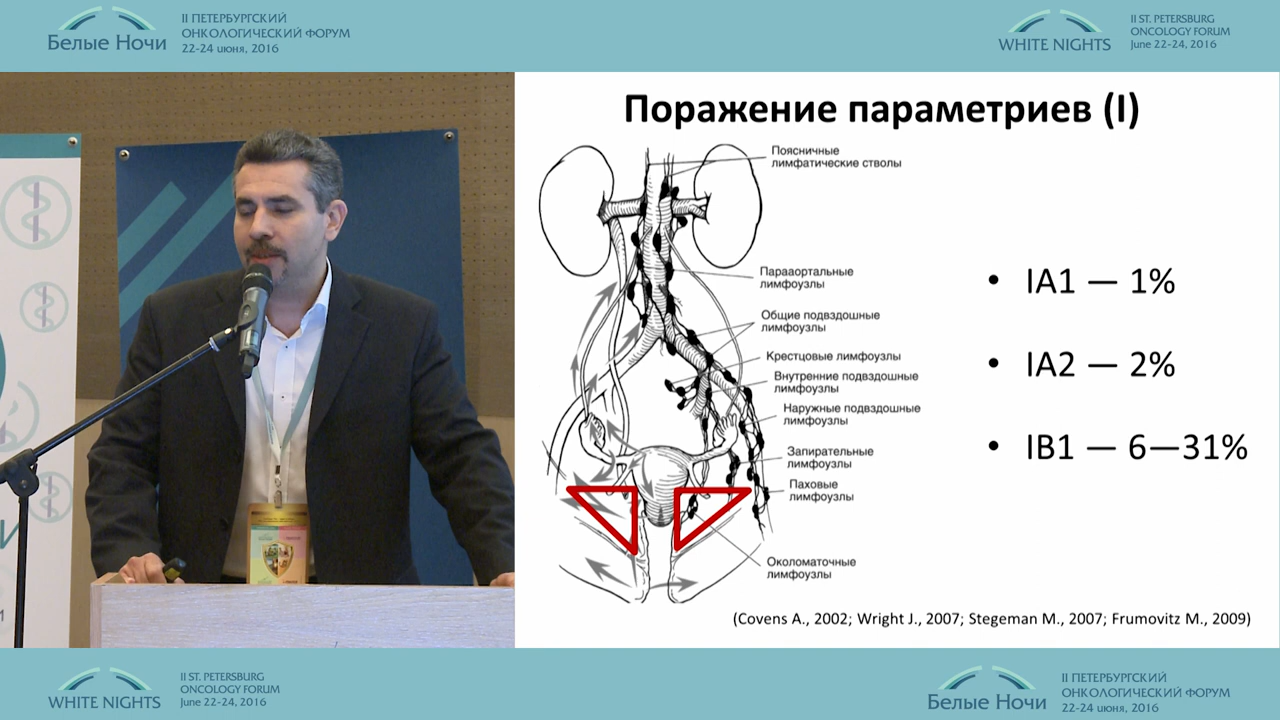 Белые Ночи
II ПЕТЕРБУРГСКИЙ
ОНКОЛОГИЧЕСКИЙ ФОРУМ
22-24 июня, 2016
WHITE NIGHTS
II ST. PETERSBURG
ONCOLOGY FORUM
June 22-24, 2016
Поражение параметриев (I)
Поясничные
лимфатические стволы
Парааортальные
лимфоузлы
Общие подвздошные
лимфоузлы
Крестцовые лимфоузлы
Внутренние подвздошные
лимфоузлы
Наружные подвздошные
лимфоузлы
Запирательные
лимфоузлы
Паховые
лимфоузлы
Околоматочные
лимфоузлы
• IA1 — 1%
• IA2 — 2%
• IB1 — 6—31%
(Covens A., 2002; Wright J., 2007; Stegeman M., 2007; Frumovitz M., 2009)
WHITE NIGHTS
II ST. PETERSBURG
ONCOLOGY FORUM
June 22-24, 2016
Белые Ночи
II ПЕТЕРБУРГСКИЙ
ОНКОЛОГИЧЕСКИЙ ФОРУМ
22-24 июня, 2016